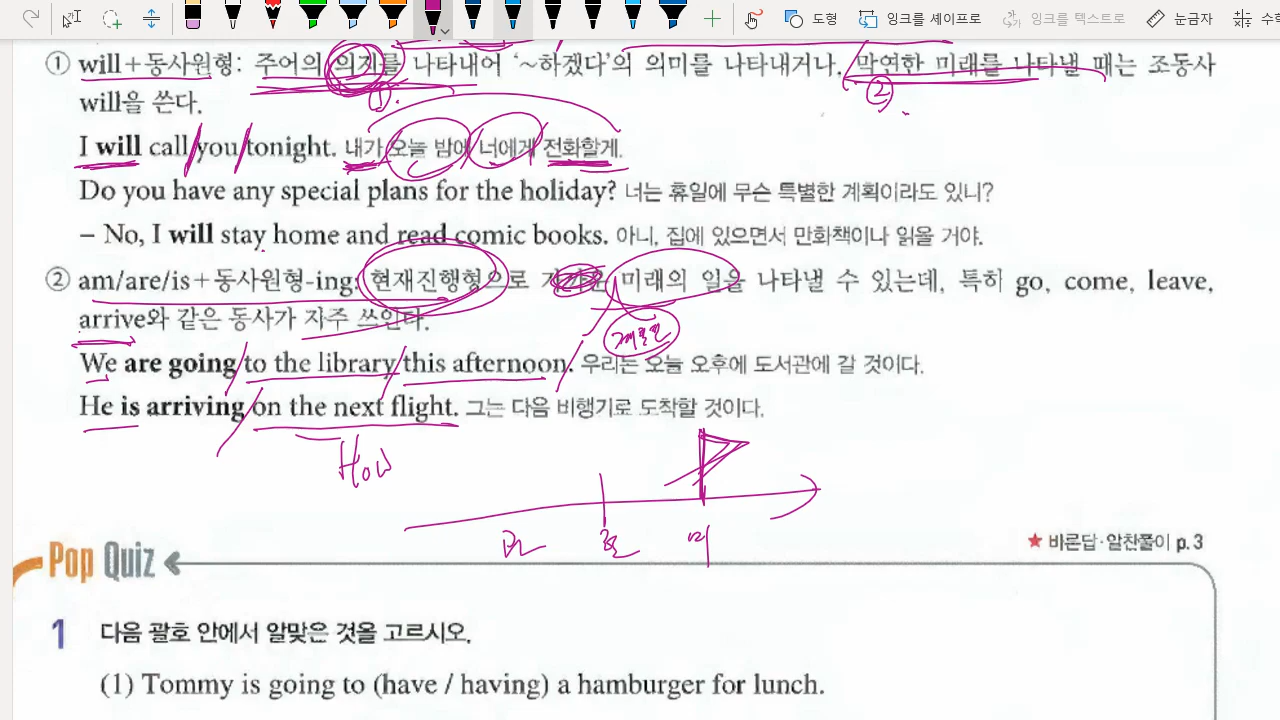 도형 잉크를 셰이프로 잉크를 텍스트로 눈금자
① will+동사원형: 주어의 의지를 나타내어 '~하겠다'의 의미를 나타내거나, 막연한 미래를 나타낼 때는 조동사
①. ②
will을 쓴다.
I will call you tonight. 내가 오늘 밤에 너에게 전화할게.
Do you have any special plans for the holiday? 너는 휴일에 무슨 특별한 계획이라도 있니?
– No, I will stay home and read comic books. 아니, 집에 있으면서 만화책이나 읽을 거야.
② am/are/is+동사원형-ing: 현재진행형으로 미래의 일을 나타낼 수 있는데, 특히 go, come, leave,
arrive와 같은 동사가 자주 쓰인다.
We are going to the library this afternoon. 우리는 오늘 오후에 도서관에 갈 것이다.
He is arriving on the next flight. 그는 다음 비행기로 도착할 것이다.
How
현 미
Pop Quiz
★ 바른답·알찬풀이 p.3
1 다음 괄호 안에서 알맞은 것을 고르시오.
(1) Tommy is going to (have / having) a hamburger for lunch.